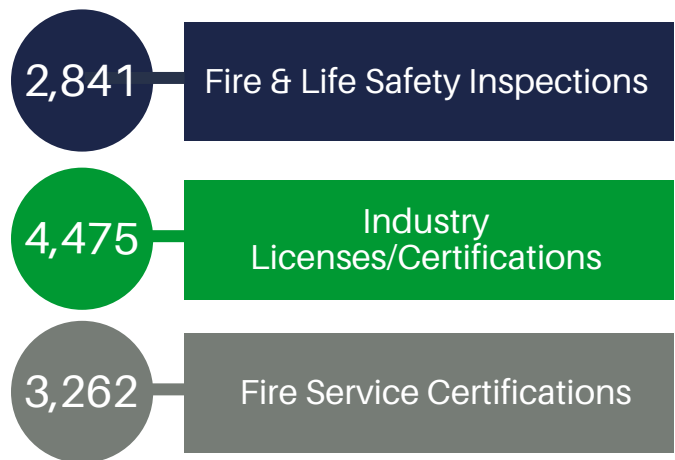 2,841
Fire & Life Safety Inspections
4,475
Industry
Licenses/Certifications
3,262
Fire Service Certifications